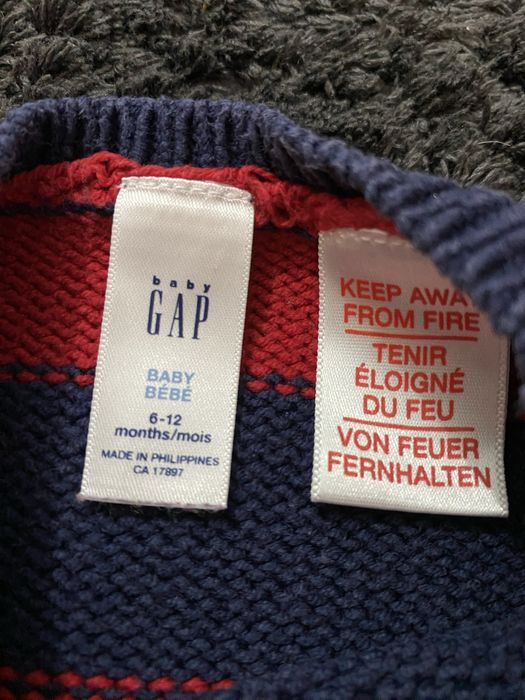 baby
GAP
BABY
BÉBÉ
6-12
months/mois
MADE IN PHILIPPINES
CA 17897
KEEP AWAY
FROM FIRE
TENIR
ÉLOIGNÉ
DU FEU
VON FEUER
FERNHALTEN